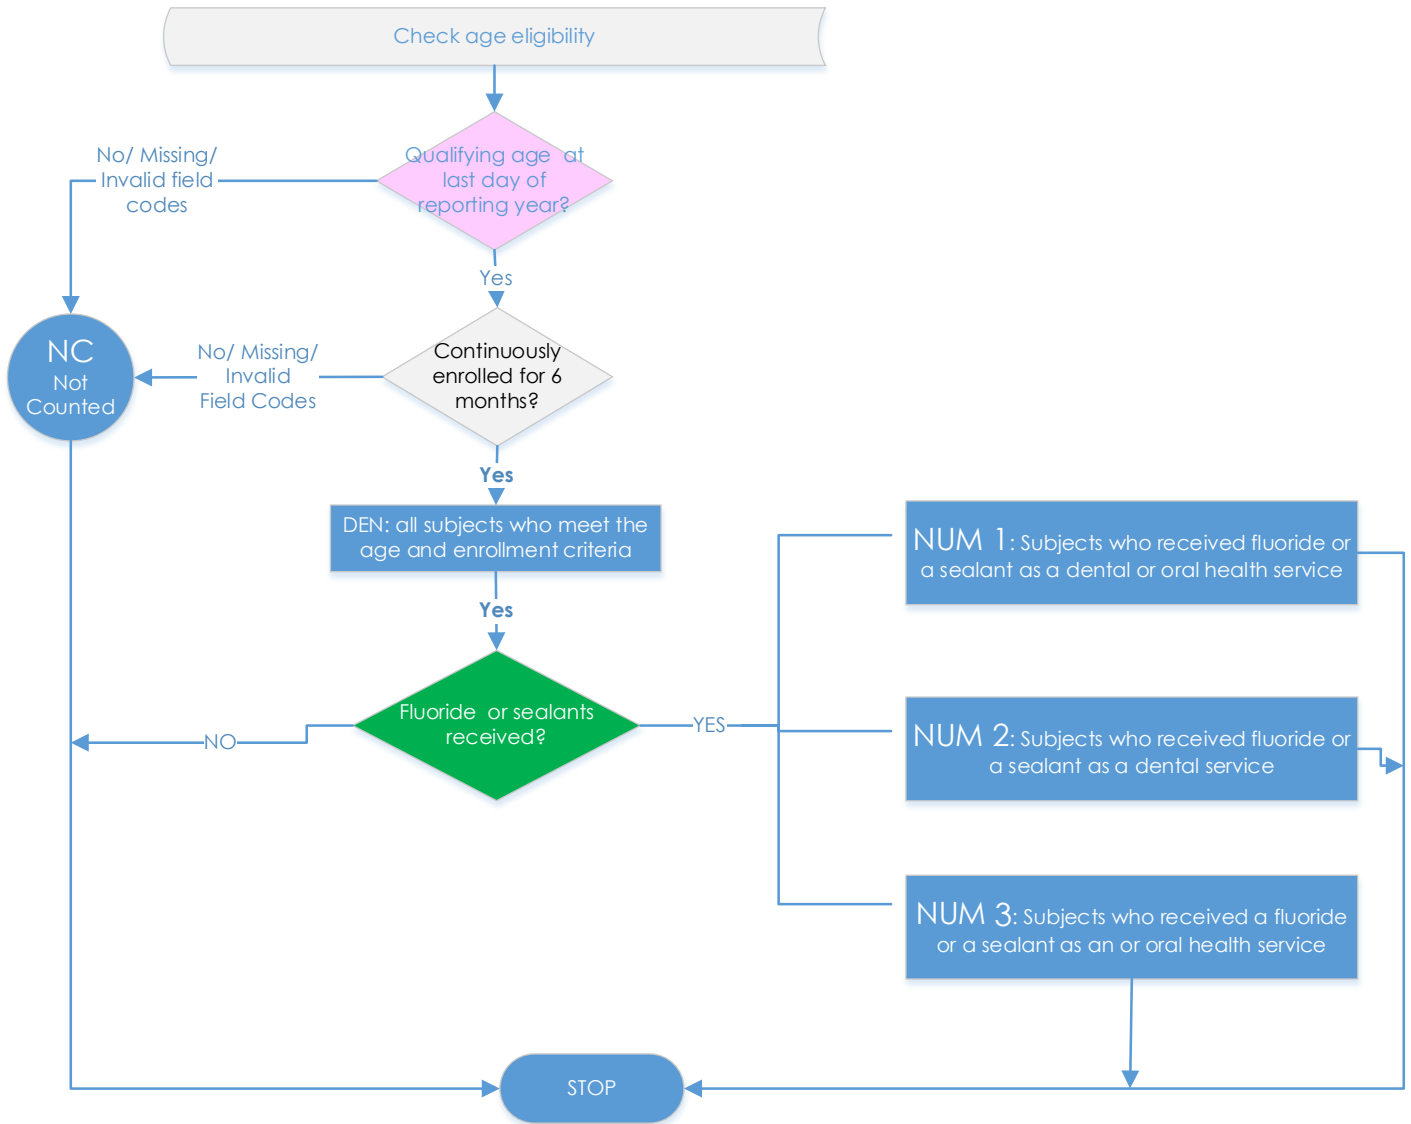 Check age eligibility
Qualifying age at
last day of
reporting year?
No/ Missing/
Invalid field
codes
Yes
NC
Not
Counted
No/ Missing/
Invalid
Field Codes
Continuously
enrolled for 6
months?
Yes
DEN: all subjects who meet the
age and enrollment criteria
Yes
Fluoride or sealants
received?
NO
YES
NUM 1: Subjects who received fluoride or
a sealant as a dental or oral health service
NUM 2: Subjects who received fluoride or
a sealant as a dental service
NUM 3: Subjects who received a fluoride
or a sealant as an or oral health service
STOP